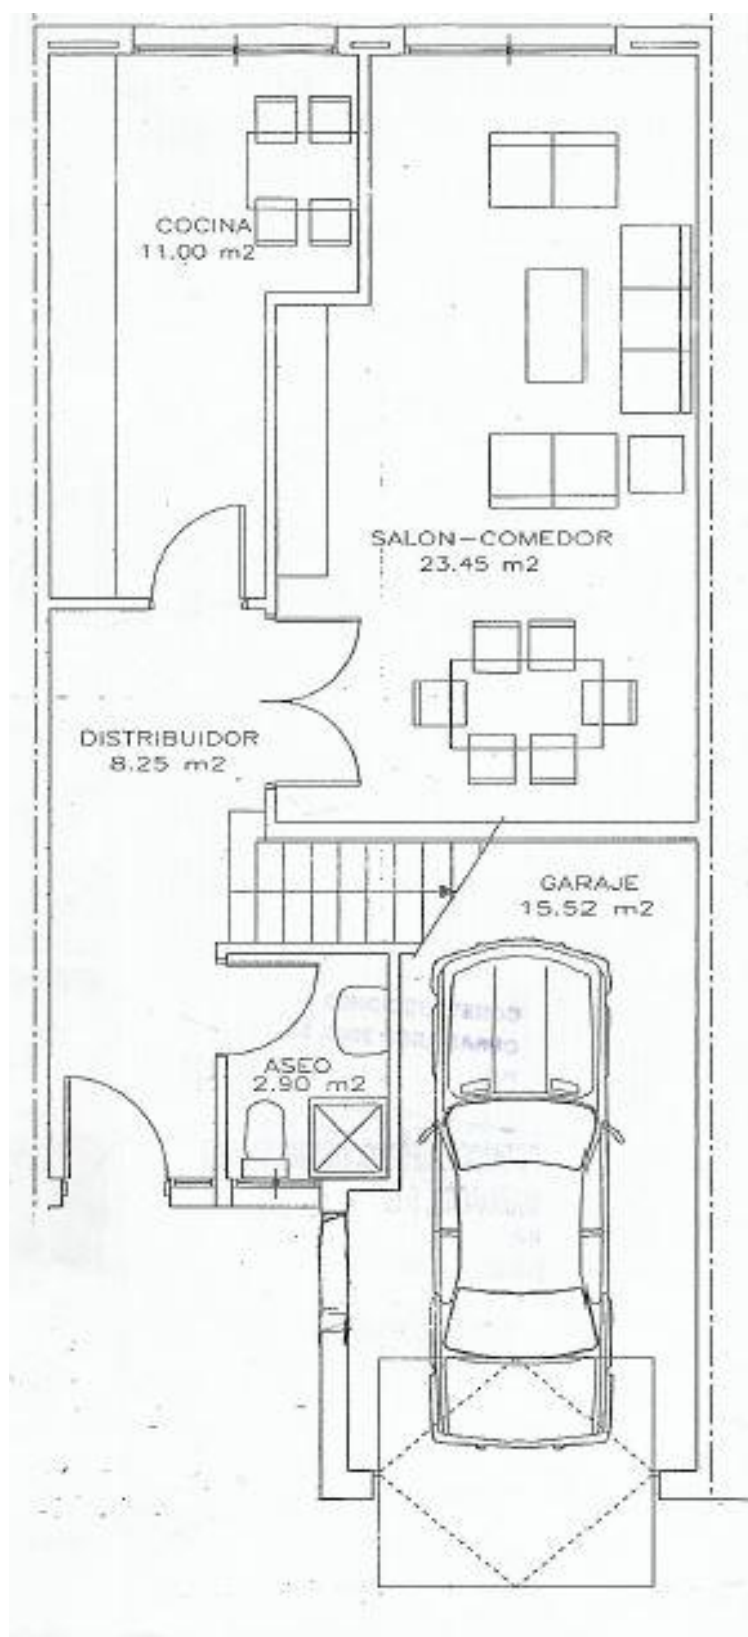 COCINA
11.00 m2
SALON-COMEDOR
23.45 m2
DISTRIBUIDOR
8.25 m2
GARAJE
15.52 m2
ASEO
2.90 m2